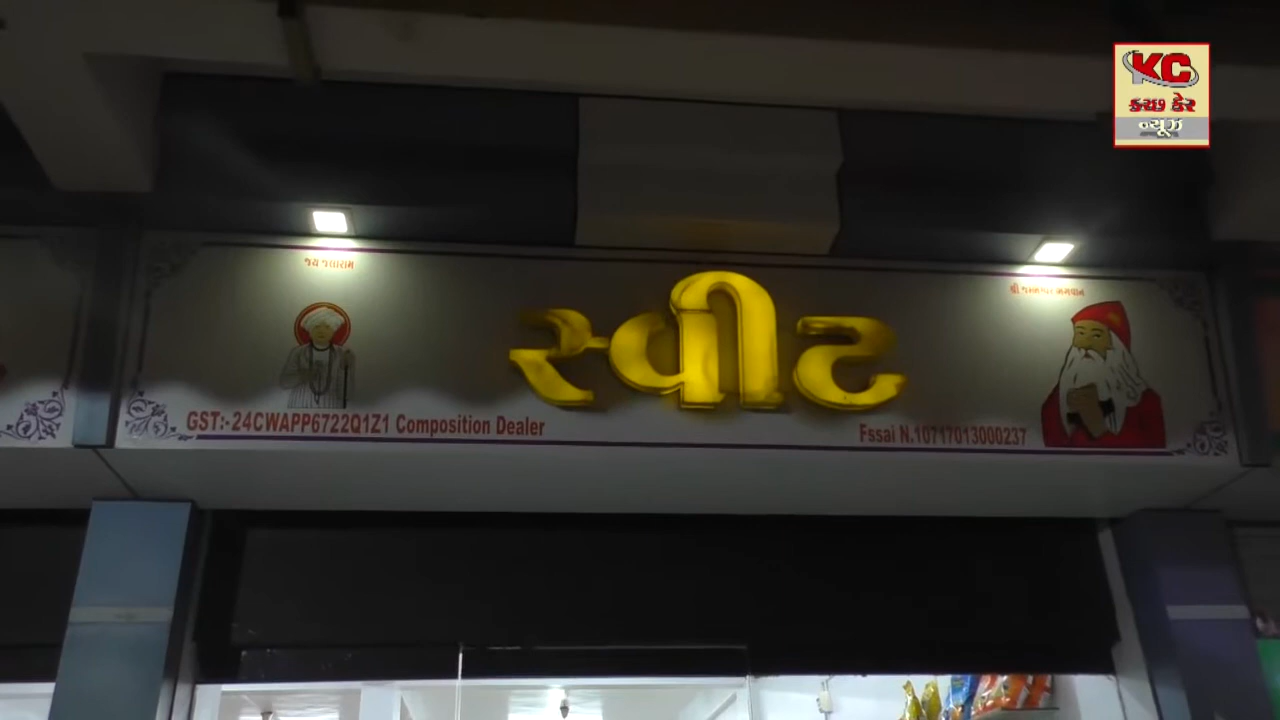 KC
કચ્છ કેર
ન્યૂઝ
જય જલારામ
સ્વીટ
GST:-24CWAPP6722Q1Z1 Composition Dealer
Fssai N.10717013000237